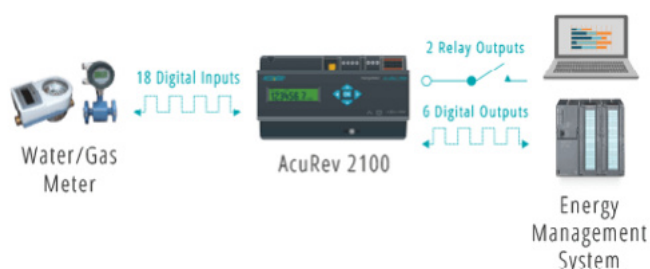 18 Digital Inputs
Water/Gas
Meter
AcuRev 2100
2 Relay Outputs
6 Digital Outputs
Energy
Management
System